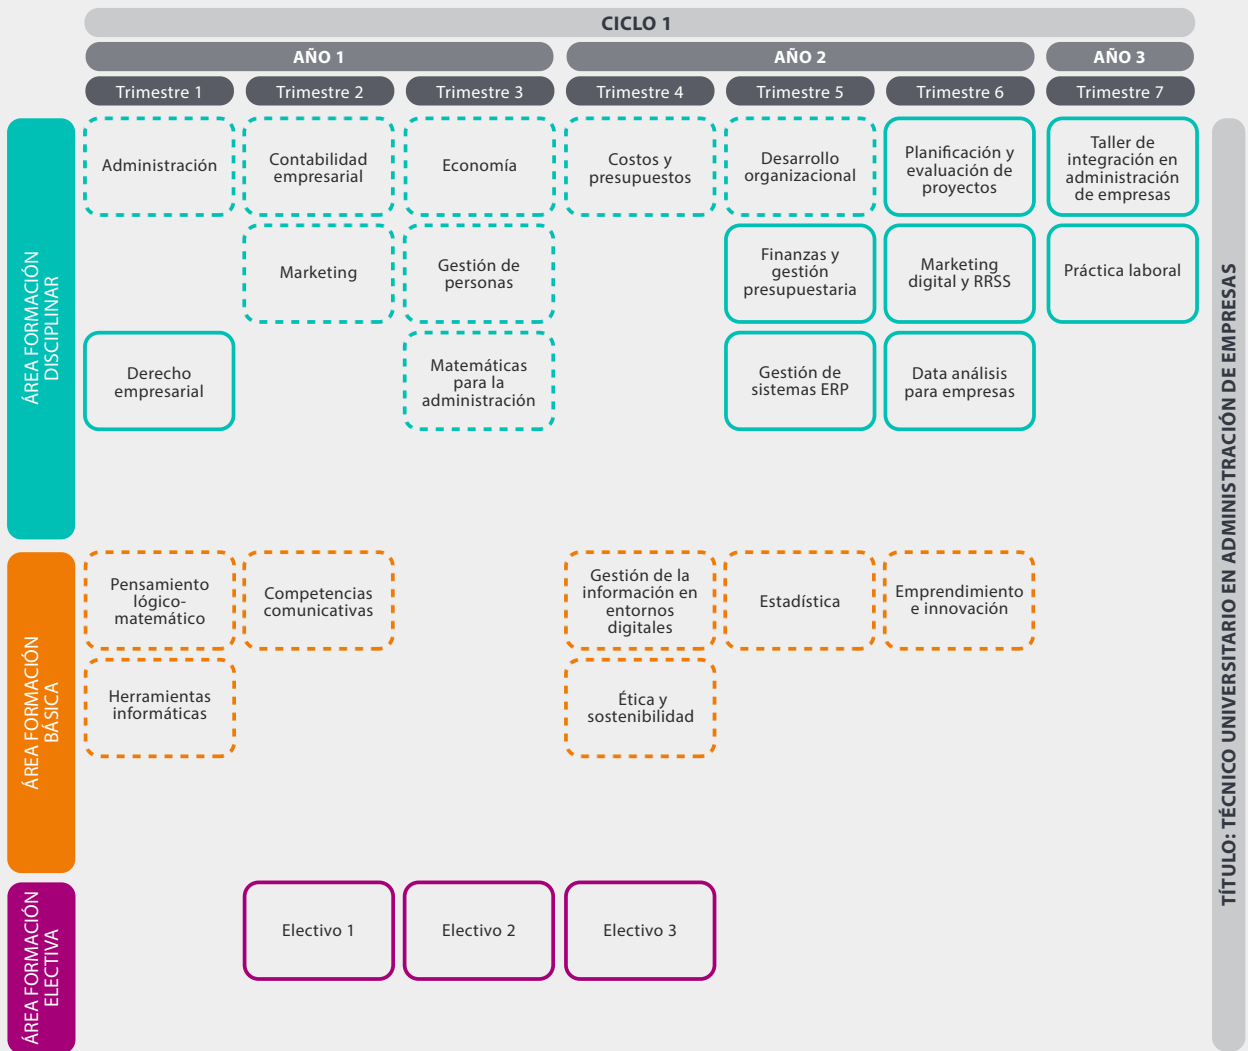 CICLO 1
AÑO 1
AÑO 2
AÑO 3
Trimestre 1
Trimestre 2
Trimestre 3
Trimestre 4
Trimestre 5
Trimestre 6
Trimestre 7
ÁREA FORMACIÓN
DISCIPLINAR
Administración
Contabilidad
empresarial
Economía
Costos y
presupuestos
Desarrollo
organizacional
Planificación y
evaluación de
proyectos
Taller de
integración en
administración
de empresas
Marketing
Gestión de
personas
Finanzas y
gestión
presupuestaria
Marketing
digital y RRSS
Práctica laboral
Derecho
empresarial
Matemáticas
para la
administración
Gestión de
sistemas ERP
Data análisis
para empresas
ÁREA FORMACIÓN
BÁSICA
Pensamiento
lógico-
matemático
Competencias
comunicativas
Gestión de la
información en
entornos
digitales
Estadística
Emprendimiento
e innovación
Herramientas
informáticas
Ética y
sostenibilidad
ÁREA FORMACIÓN
ELECTIVA
Electivo 1
Electivo 2
Electivo 3
TÍTULO: TÉCNICO UNIVERSITARIO EN ADMINISTRACIÓN DE EMPRESAS